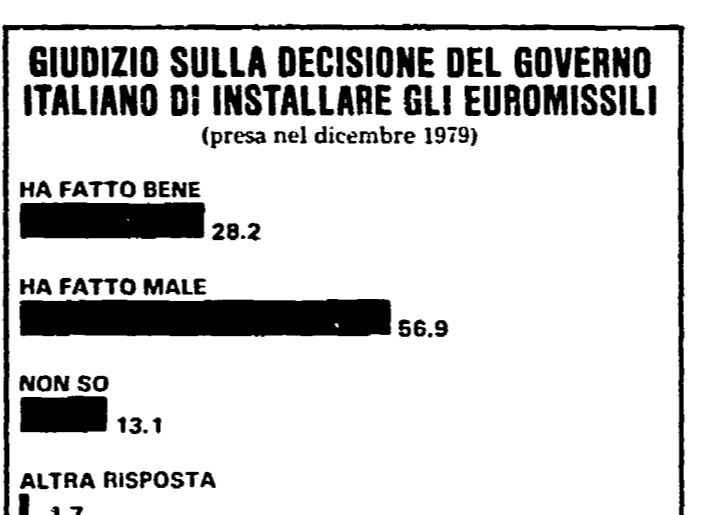 GIUDIZIO SULLA DECISIONE DEL GOVERNO
ITALIANO DI INSTALLARE GLI EUROMISSILI
(presa nel dicembre 1979)
HA FATTO BENE
28.2
HA FATTO MALE
56.9
NON SO
13.1
ALTRA RISPOSTA
1.7